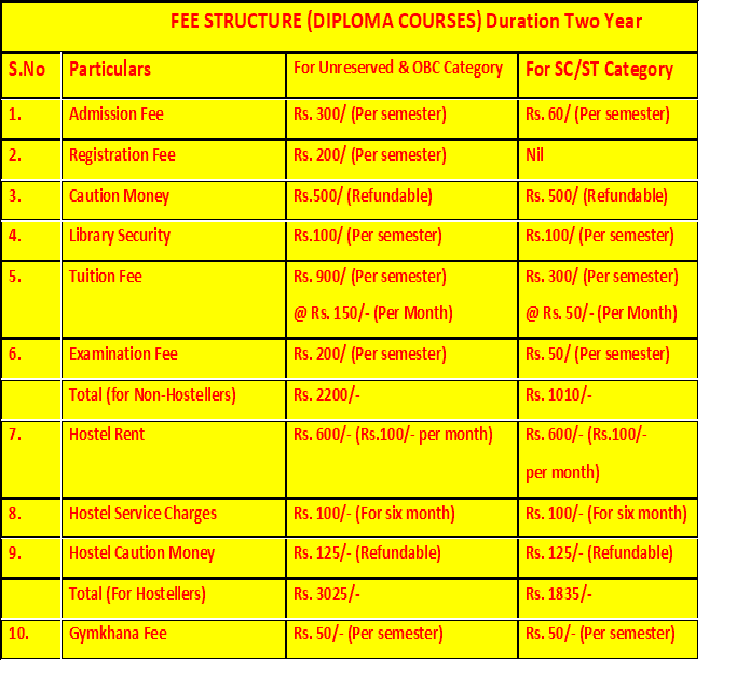 FEE STRUCTURE (DIPLOMA COURSES) Duration Two Year
S.No Particulars For Unreserved & OBC Category For SC/ST Category
1. Admission Fee Rs. 300/ (Per semester) Rs. 60/ (Per semester)
2. Registration Fee Rs. 200/ (Per semester) Nil
3. Caution Money Rs.500/ (Refundable) Rs. 500/ (Refundable)
4. Library Security Rs.100/ (Per semester) Rs.100/ (Per semester)
5. Tuition Fee Rs. 900/ (Per semester) Rs. 300/ (Per semester)
@ Rs. 150/- (Per Month) @ Rs. 50/- (Per Month)
6. Examination Fee Rs. 200/ (Per semester) Rs. 50/ (Per semester)
Total (for Non-Hostellers) Rs. 2200/- Rs. 1010/-
7. Hostel Rent Rs. 600/- (Rs.100/- per month) Rs. 600/- (Rs.100/-
per month)
8. Hostel Service Charges Rs. 100/- (For six month) Rs. 100/- (For six month)
9. Hostel Caution Money Rs. 125/- (Refundable) Rs. 125/- (Refundable)
Total (For Hostellers) Rs. 3025/- Rs. 1835/-
10. Gymkhana Fee Rs. 50/- (Per semester) Rs. 50/- (Per semester)